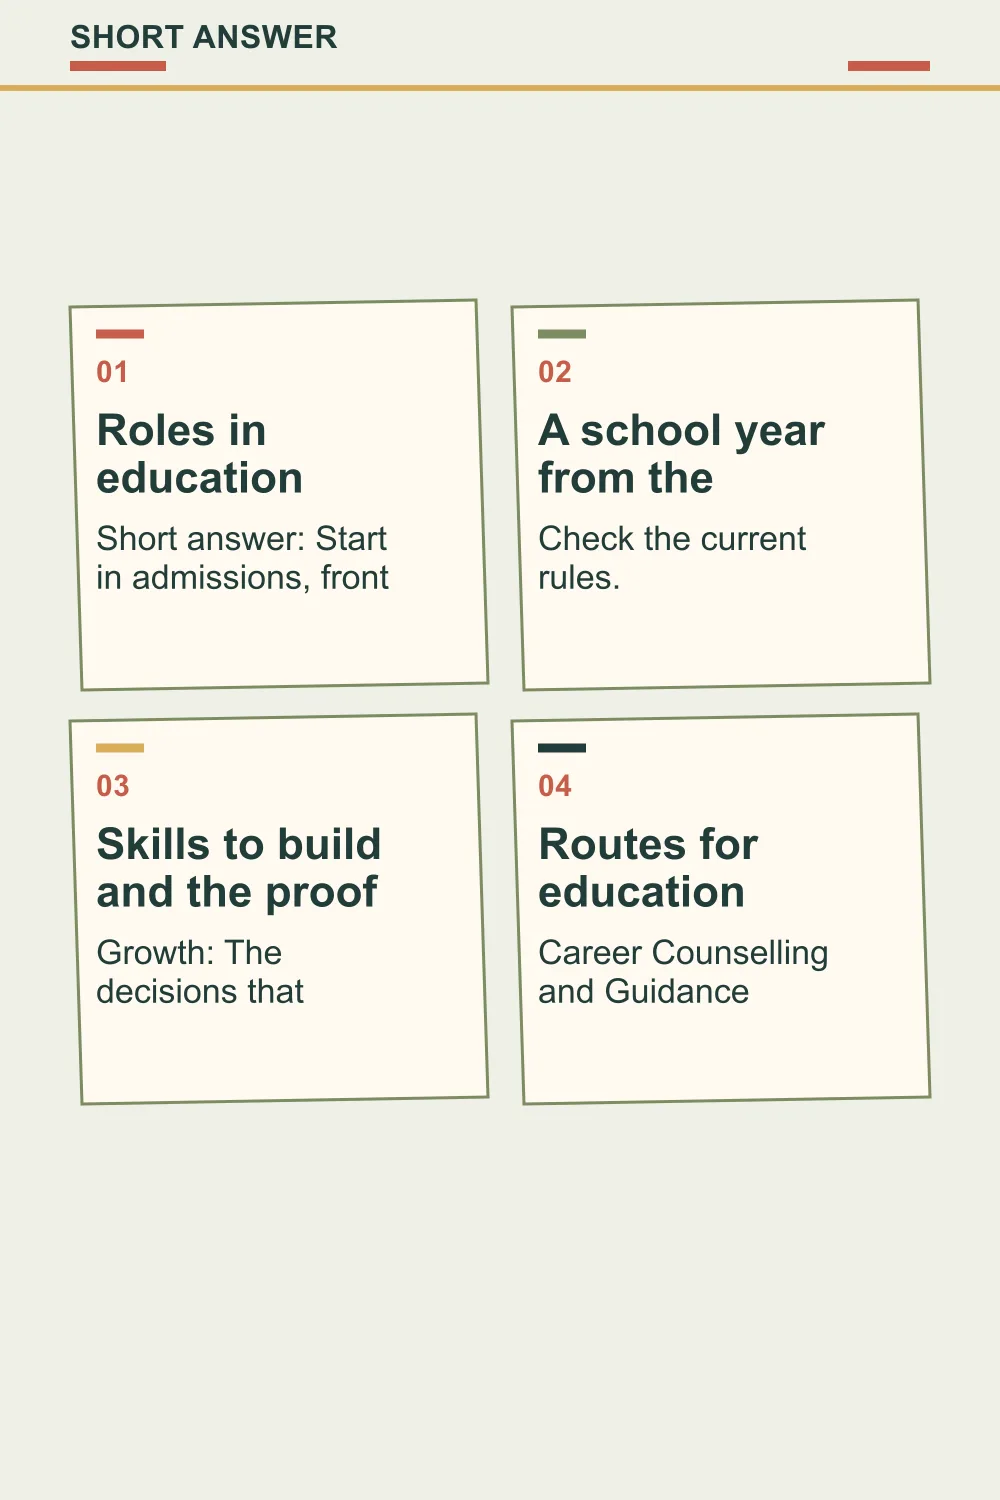 SHORT ANSWER
01
Roles in
education
Short answer: Start
in admissions, front
02
A school year
from the
Check the current
rules.
03
Skills to build
and the proof
Growth: The
decisions that
04
Routes for
education
Career Counselling
and Guidance